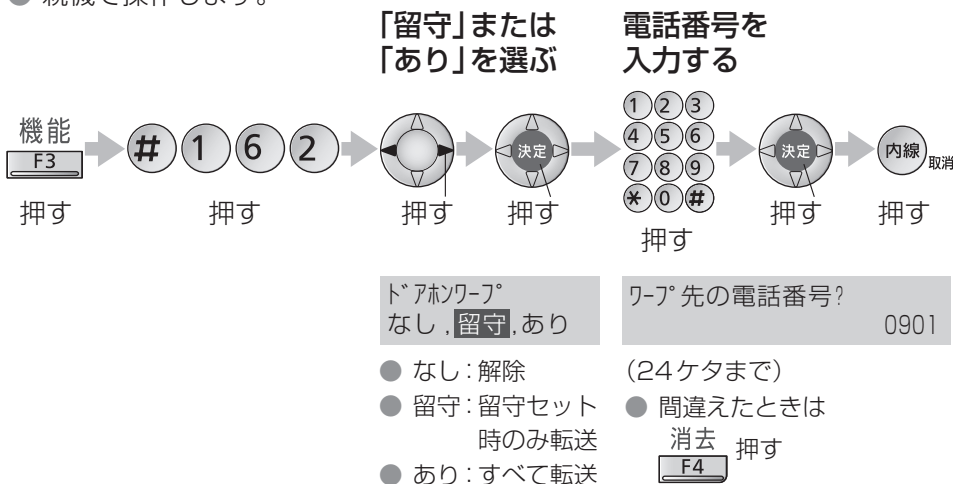 ● 親機で操作します。
「留守」または
「あり」を選ぶ
電話番号を
入力する
機能
F3
押す
# 1 6 2
押す
押す
決定
押す
1 2 3
4 5 6
7 8 9
* 0 #
押す
決定
押す
内線 取消
押す
ﾄﾞｱﾎﾝﾜｰﾌﾟ
なし,留守,あり
● なし:解除
● 留守:留守セット
時のみ転送
● あり:すべて転送
ﾜｰﾌﾟ先の電話番号?
0901
(24ケタまで)
● 間違えたときは
消去
F4
押す